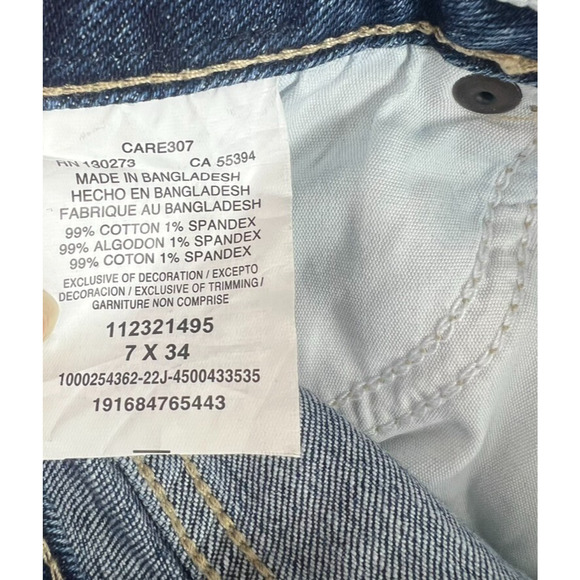 CARE307
RN 130273 CA 55394
MADE IN BANGLADESH
HECHO EN BANGLADESH
FABRIQUE AU BANGLADESH
99% COTTON 1% SPANDEX
99% ALGODON 1% SPANDEX
99% COTON 1% SPANDEX
EXCLUSIVE OF DECORATION / EXCEPTO
DECORACION / EXCLUSIVE OF TRIMMING /
GARNITURE NON COMPRISE
112321495
7 X 34
1000254362-22J-4500433535
191684765443